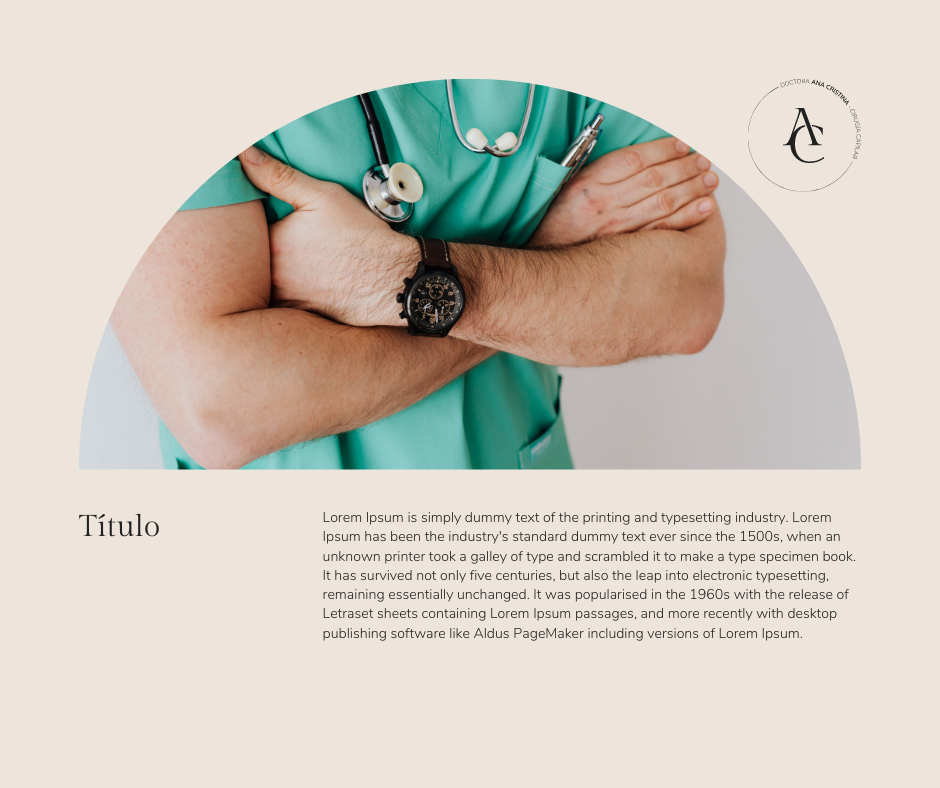 DOCTORA ANA CRISTINA · CIRUGÍA CAPILAR
AC
Título
Lorem Ipsum is simply dummy text of the printing and typesetting industry. Lorem
Ipsum has been the industry's standard dummy text ever since the 1500s, when an
unknown printer took a galley of type and scrambled it to make a type specimen book.
It has survived not only five centuries, but also the leap into electronic typesetting,
remaining essentially unchanged. It was popularised in the 1960s with the release of
Letraset sheets containing Lorem Ipsum passages, and more recently with desktop
publishing software like Aldus PageMaker including versions of Lorem Ipsum.